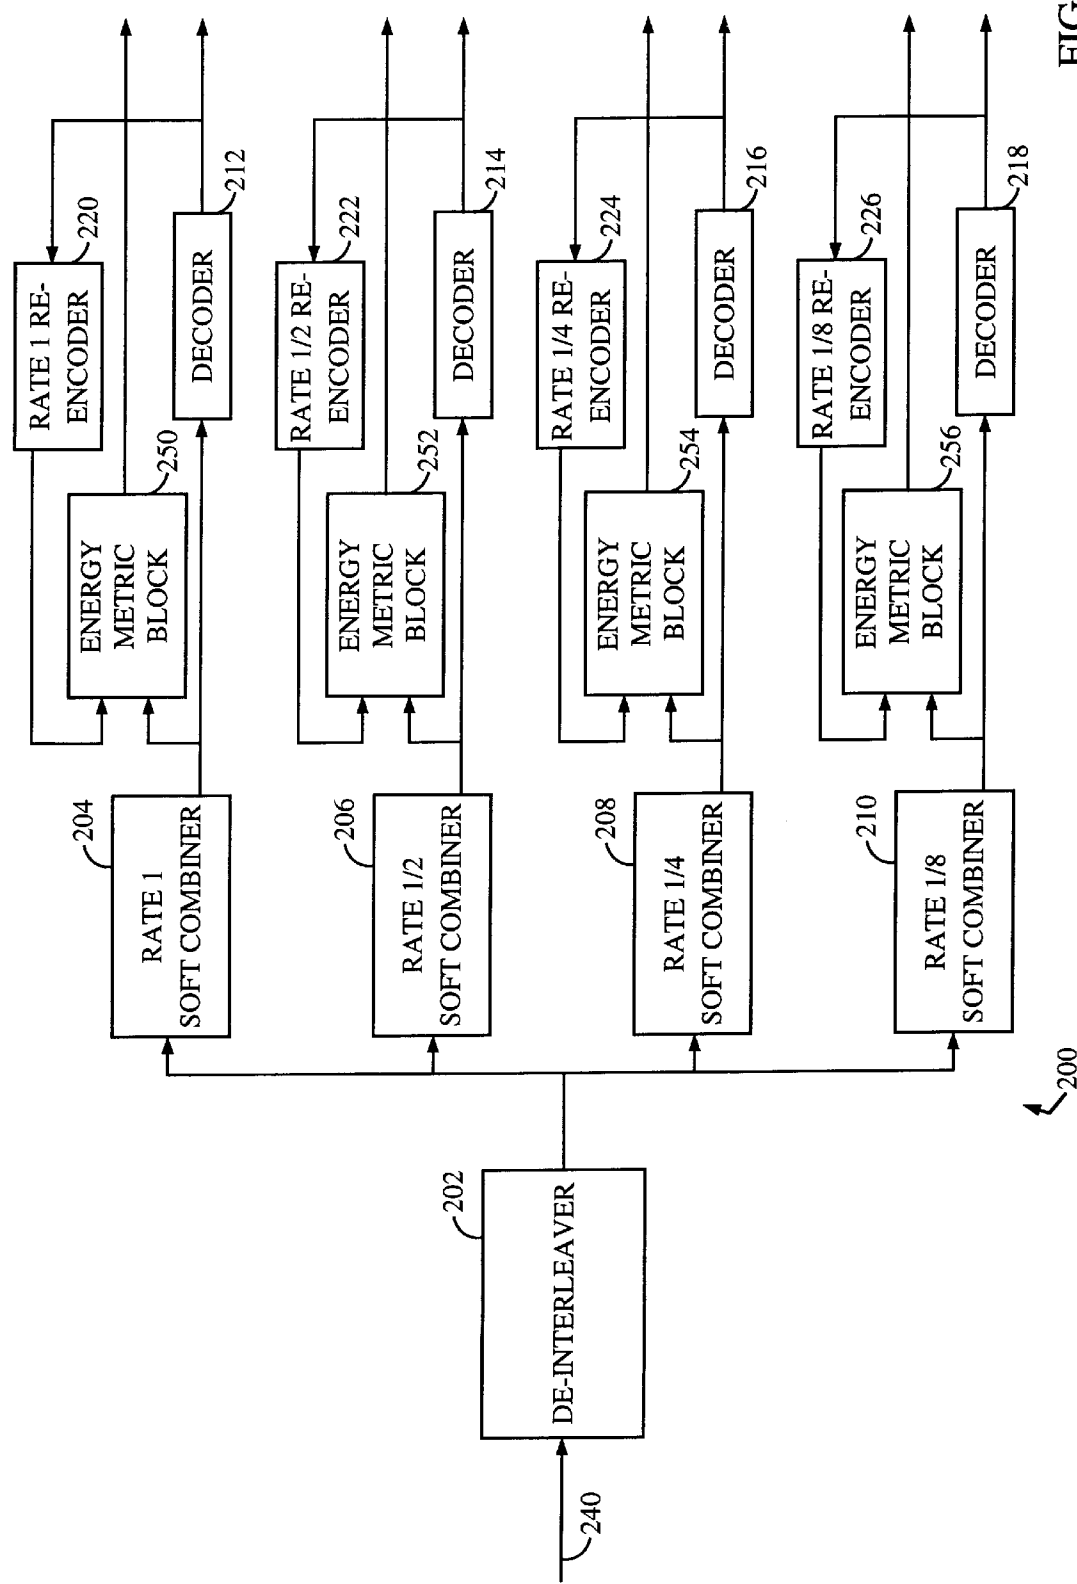 240
202
DE-INTERLEAVER
200
204
RATE 1
SOFT COMBINER
250
ENERGY
METRIC
BLOCK
220
RATE 1 RE-
ENCODER
212
DECODER
206
RATE 1/2
SOFT COMBINER
252
ENERGY
METRIC
BLOCK
222
RATE 1/2 RE-
ENCODER
214
DECODER
208
RATE 1/4
SOFT COMBINER
254
ENERGY
METRIC
BLOCK
224
RATE 1/4 RE-
ENCODER
216
DECODER
210
RATE 1/8
SOFT COMBINER
256
ENERGY
METRIC
BLOCK
226
RATE 1/8 RE-
ENCODER
218
DECODER
FIG